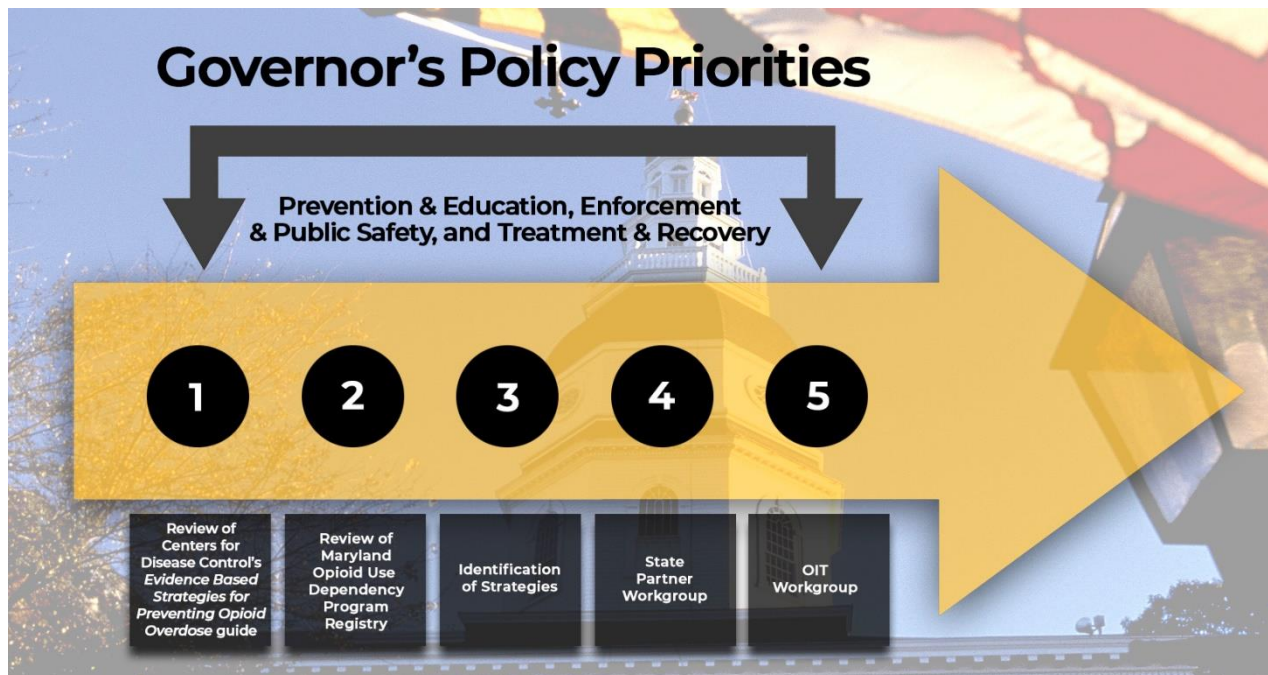 Governor’s Policy Priorities
Prevention & Education, Enforcement
& Public Safety, and Treatment & Recovery
1
2
3
4
5
Review of
Centers for
Disease Control’s
Evidence Based
Strategies for
Preventing Opioid
Overdose guide
Review of
Maryland
Opioid Use
Dependency
Program
Registry
Identification
of Strategies
State
Partner
Workgroup
OIT
Workgroup